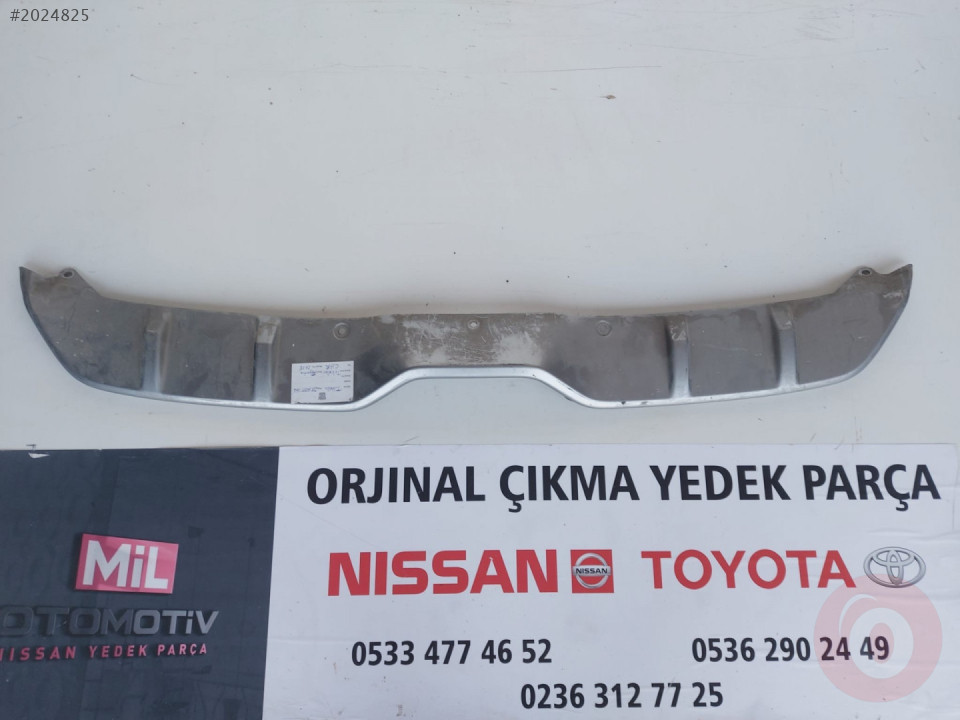 #2024825
ORJINAL ÇIKMA YEDEK PARÇA
MiL
NISSAN NISSAN TOYOTA
OTOMOTiV
NISSAN YEDEK PARÇA
0533 477 46 52 0536 290 24 49
0236 312 77 25